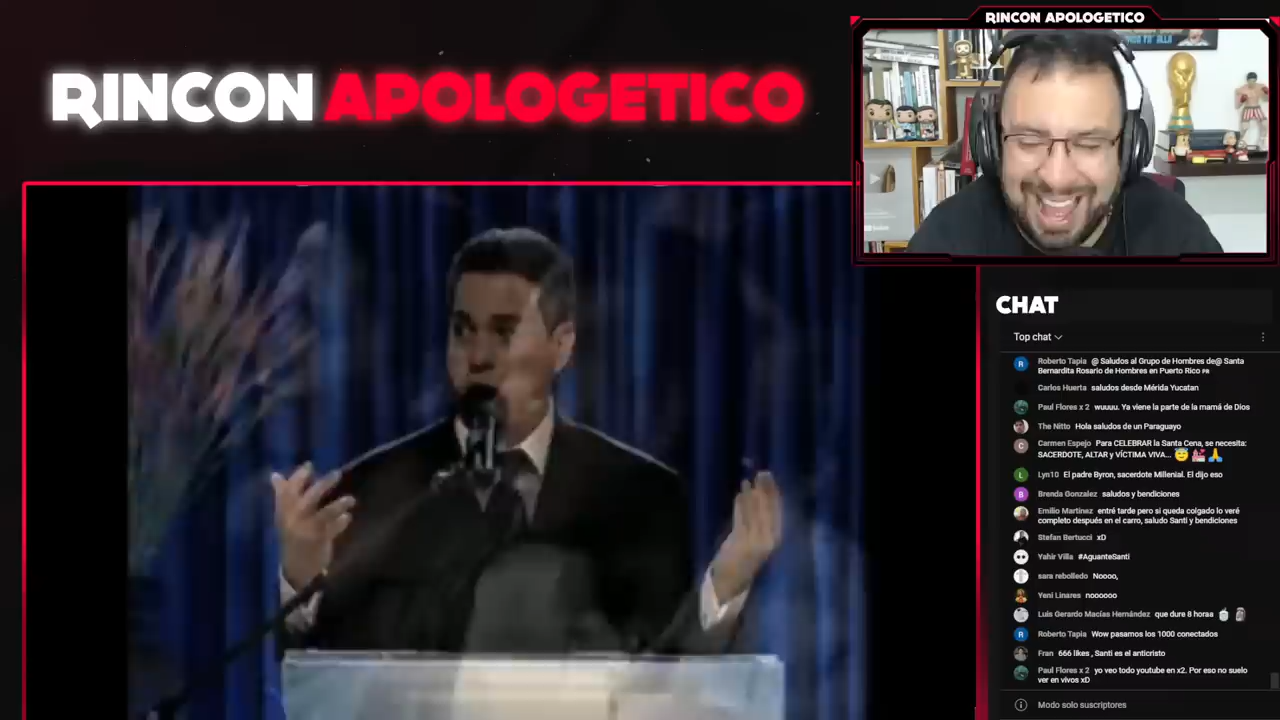 RINCON APOLOGETICO
RINCON APOLOGETICO
CHAT
Top chat
Roberto Tapia @ Saludos al Grupo de Hombres de@ Santa
Bernardita Rosario de Hombres en Puerto Rico PR
Carlos Huerta saludos desde Mérida Yucatan
Paul Flores x 2 wuuuu. Ya viene la parte de la mamá de Dios
The Nitto Hola saludos de un Paraguayo
Carmen Espejo Para CELEBRAR la Santa Cena, se necesita:
SACERDOTE, ALTAR y VÍCTIMA VIVA...
Lyn10 El padre Byron, sacerdote Millenial. El dijo eso
Brenda Gonzalez saludos y bendiciones
Emilio Martínez entré tarde pero si queda colgado lo veré
completo después en el carro, saludo Santi y bendiciones
Stefan Bertucci xD
Yahir Villa #AguanteSanti
sara rebolledo Noooo,
Yeni Linares noooooo
Luis Gerardo Macías Hernández que dure 8 horas
Roberto Tapia Wow pasamos los 1000 conectados
Fran 666 likes , Santi es el anticristo
Paul Flores x 2 yo veo todo youtube en x2. Por eso no suelo
ver en vivos xD
Modo solo suscriptores